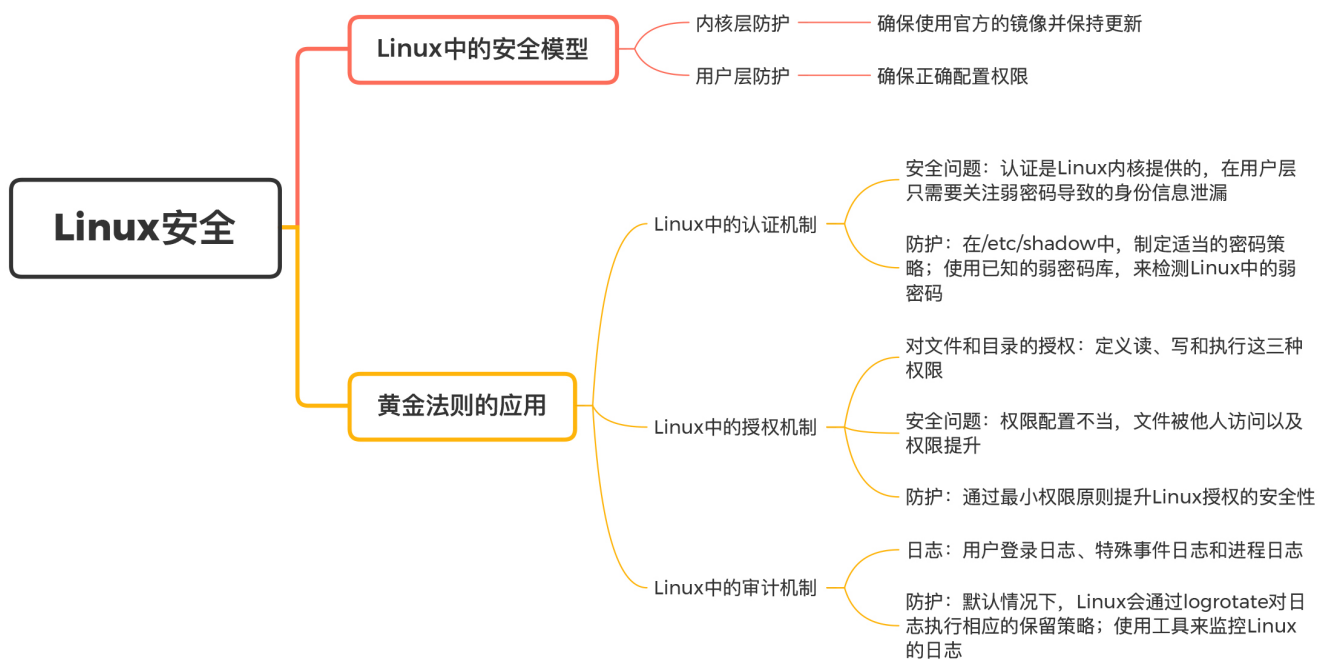 Linux安全
Linux中的安全模型
内核层防护
确保使用官方的镜像并保持更新
用户层防护
确保正确配置权限
黄金法则的应用
Linux中的认证机制
安全问题：认证是Linux内核提供的，在用户层
只需要关注弱密码导致的身份信息泄漏
防护：在/etc/shadow中，制定适当的密码策
略；使用已知的弱密码库，来检测Linux中的弱
密码
Linux中的授权机制
对文件和目录的授权：定义读、写和执行这三种
权限
安全问题：权限配置不当，文件被他人访问以及
权限提升
防护：通过最小权限原则提升Linux授权的安全性
Linux中的审计机制
日志：用户登录日志、特殊事件日志和进程日志
防护：默认情况下，Linux会通过logrotate对日
志执行相应的保留策略；使用工具来监控Linux
的日志